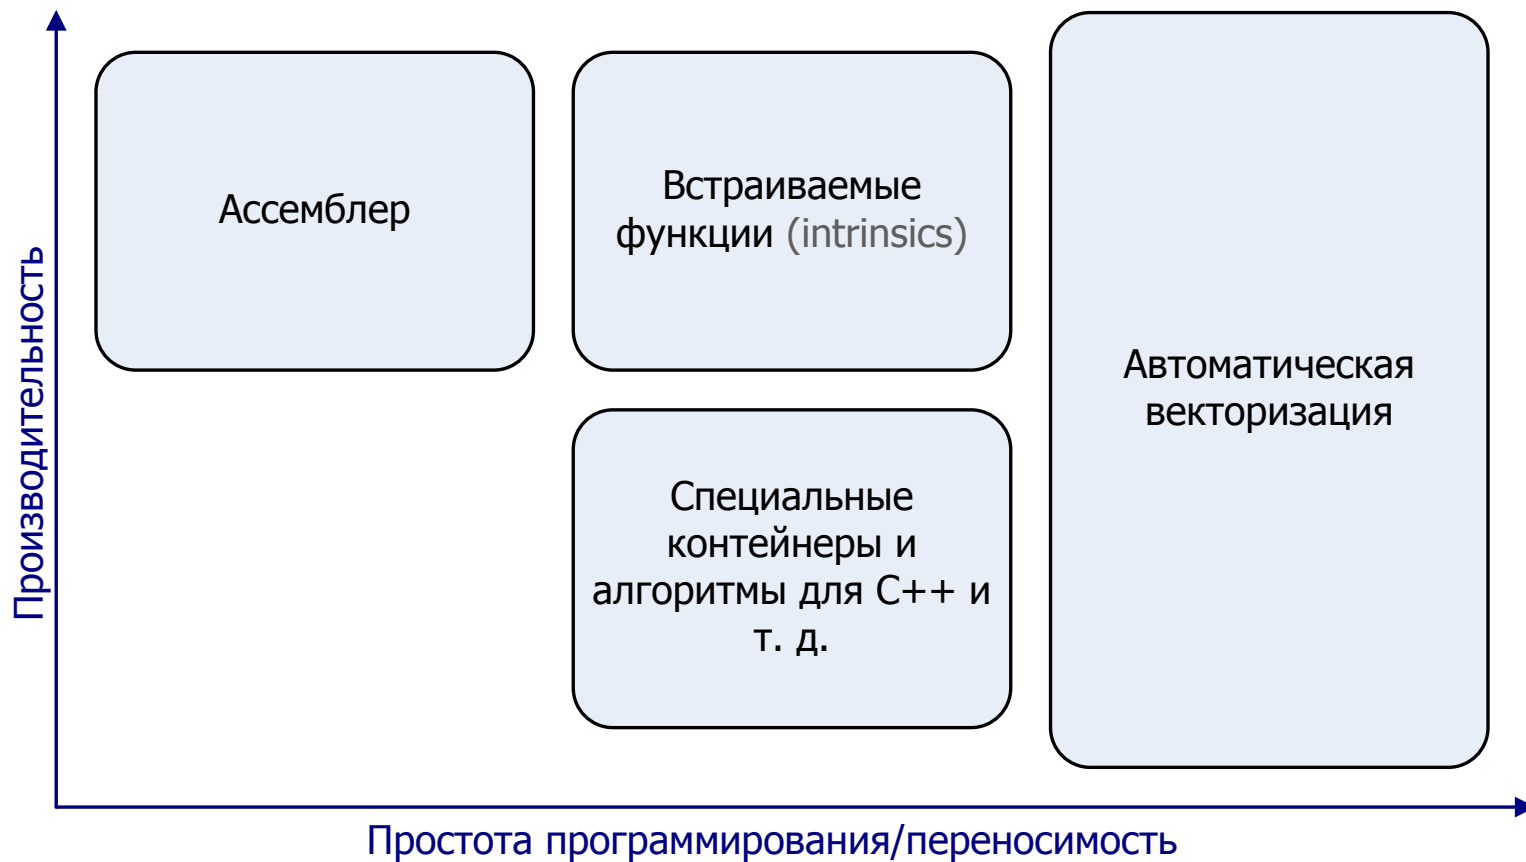 Производительность
Ассемблер
Встраиваемые
функции (intrinsics)
Специальные
контейнеры и
алгоритмы для C++ и
т. д.
Автоматическая
векторизация
Простота программирования/переносимость